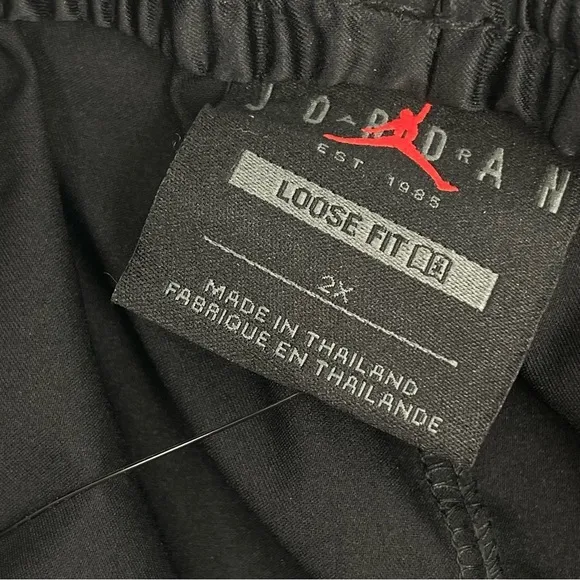 JORDAN
EST 1985
LOOSE FIT
2X
MADE IN THAILAND
FABRIQUE EN THAILANDE